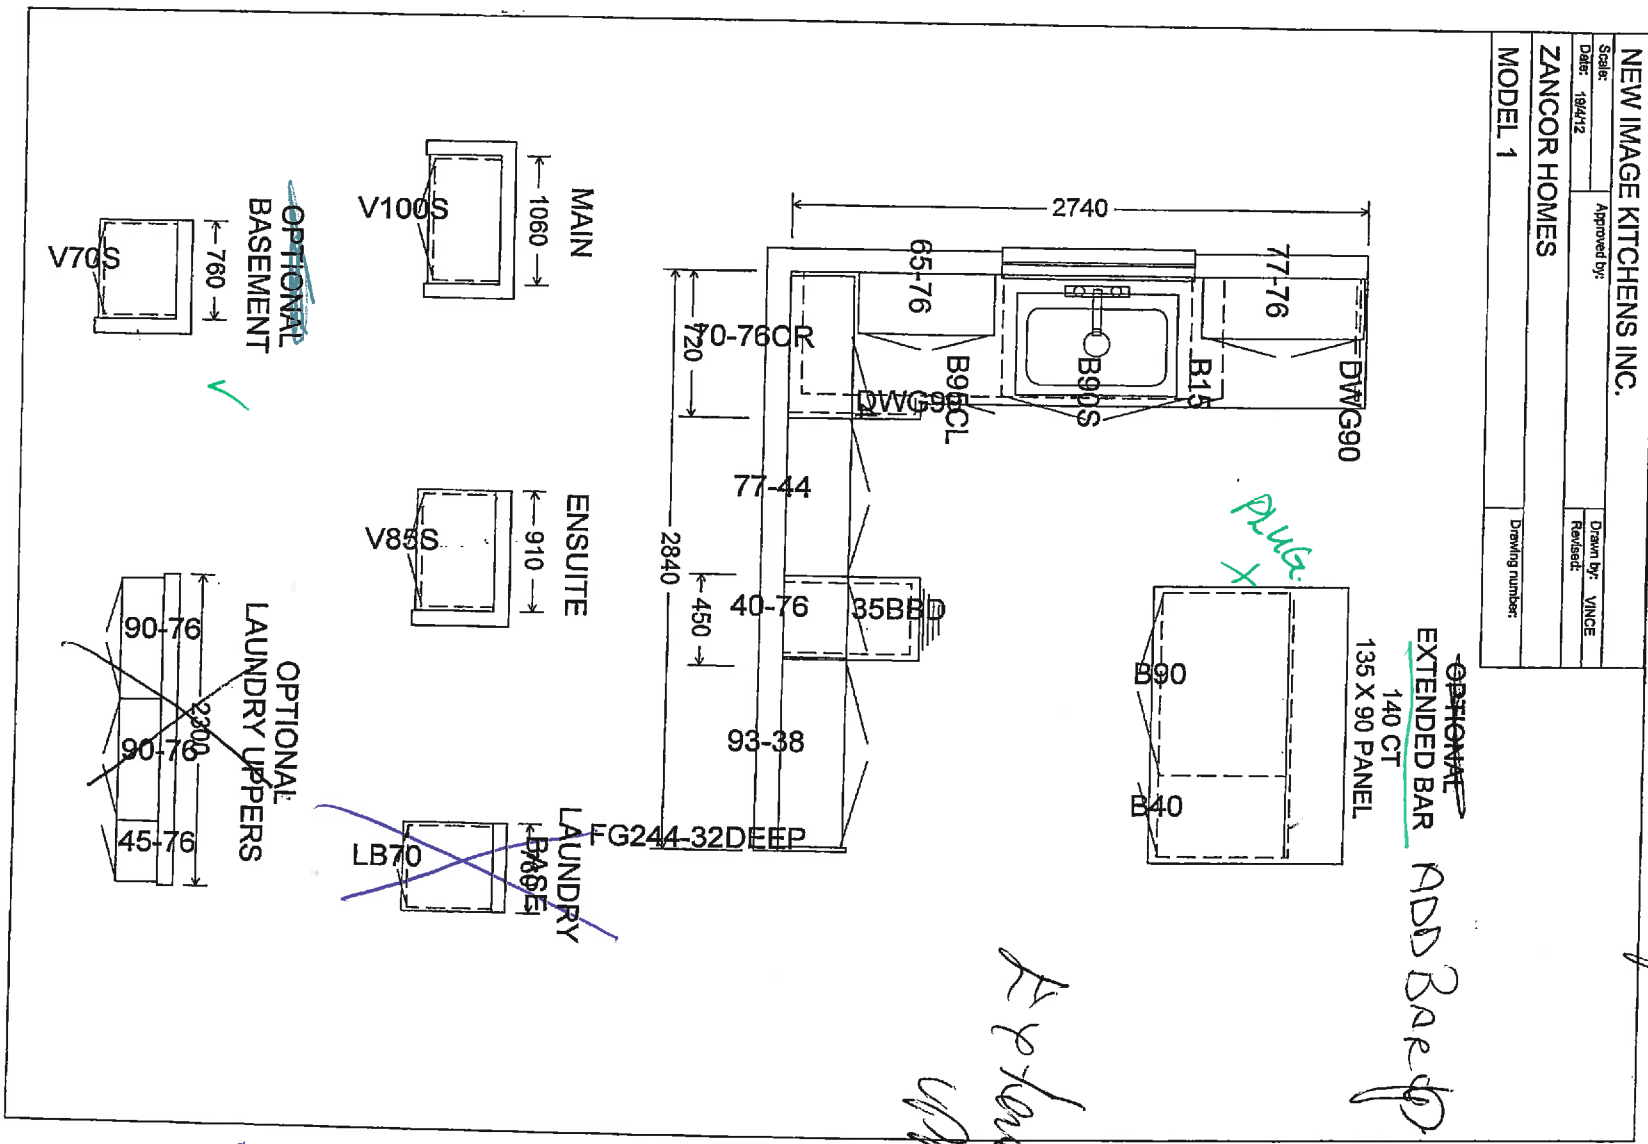 NEW IMAGE KITCHENS INC.
Scale:
Approved by:
Drawn by: VINCE
Date: 19/4/12
Revised:
ZANCOR HOMES
MODEL 1
Drawing number:
2740
65-76
77-76
70-76CR
720
B95CL
DWG90
B90S
B15
DWG90
77-44
2840
450
40-76
35BBD
93-38
FG244-32DEEP
PLUG.
X
OPTIONAL
EXTENDED BAR
140 CT
135 X 90 PANEL
B90
B40
ADD BAR
MAIN
1060
V100S
ENSUITE
910
V85S
LAUNDRY
BASE
760
LB70
OPTIONAL
BASEMENT
760
V70S
OPTIONAL
LAUNDRY UPPERS
2300
90-76
90-76
45-76